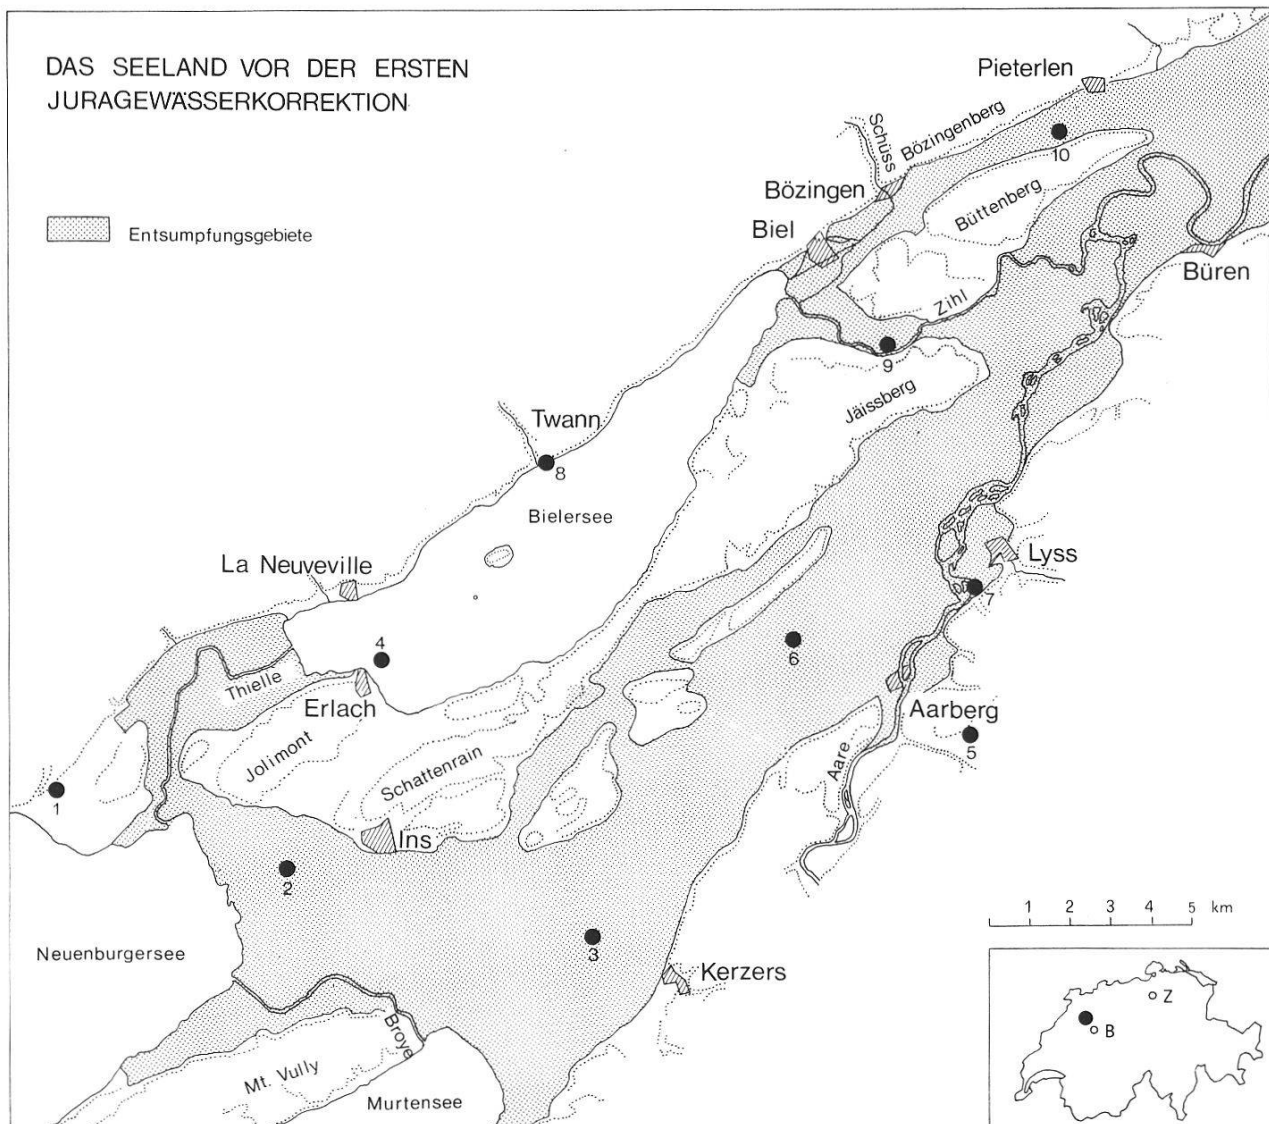 DAS SEELAND VOR DER ERSTEN
JURAGEWÄSSERKORREKTION
Entsumpfungsgebiete
Pieterlen
Schüss
Bözingenberg
10
Bözingen
Büttenberg
Biel
Büren
Zihl
9
Jäissberg
Twann
8
Bielersee
La Neuveville
Lyss
7
4
6
Thielle
Erlach
Aarberg
5
Jolimont
Schattenrain
Aare
1
Ins
2
3
Neuenburgersee
Kerzers
Broye
Mt. Vully
Murtensee
1 2 3 4 5 km
Z
B